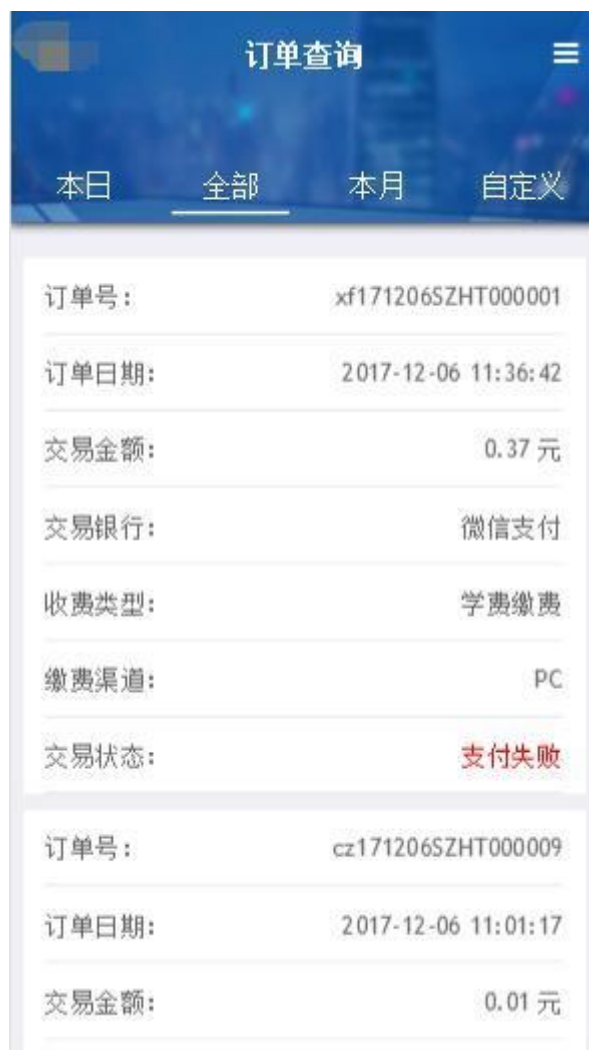 订单查询
本日 全部 本月 自定义
订单号: xf171206SZHT000001
订单日期: 2017-12-06 11:36:42
交易金额: 0.37 元
交易银行: 微信支付
收费类型: 学费缴费
缴费渠道: PC
交易状态: 支付失败
订单号: cz171206SZHT000009
订单日期: 2017-12-06 11:01:17
交易金额: 0.01 元